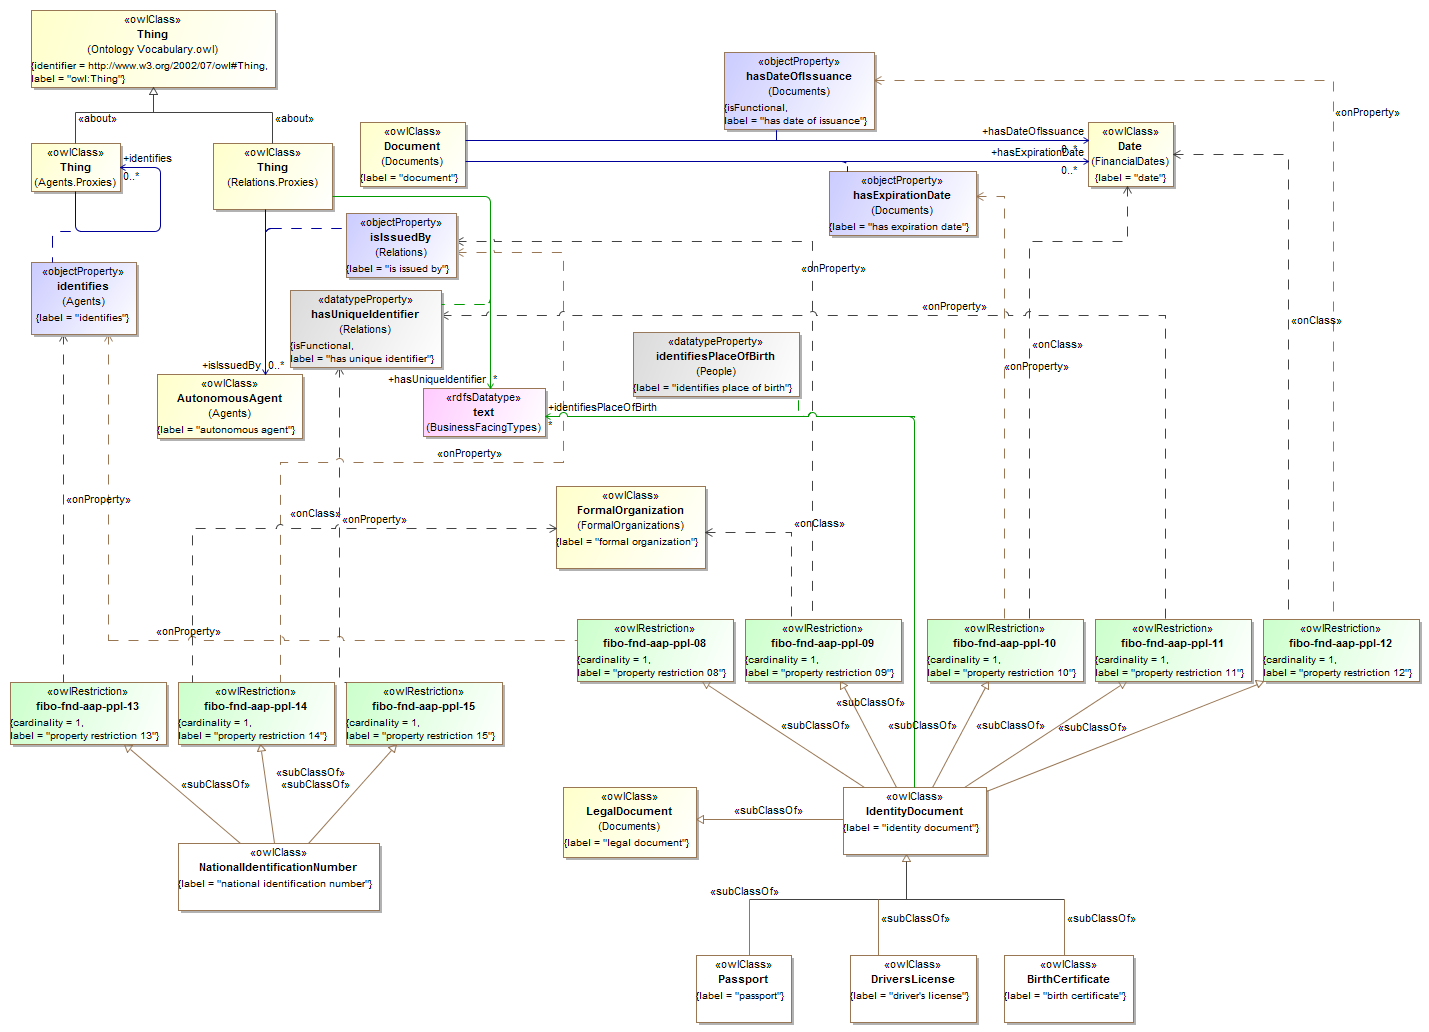 «owlClass»
Thing
(Ontology Vocabulary.owl)
{identifier = http://www.w3.org/2002/07/owl#Thing,
label = "owl:Thing"}
«about»
«about»
«owlClass»
Thing
(Agents.Proxies)
+identifies
0..*
«owlClass»
Thing
(Relations.Proxies)
«owlClass»
Document
(Documents)
{label = "document"}
«objectProperty»
hasDateOfIssuance
(Documents)
{isFunctional,
label = "has date of issuance"}
«onProperty»
+hasDateOfIssuance
0..*
+hasExpirationDate
0..*
«owlClass»
Date
(FinancialDates)
{label = "date"}
«objectProperty»
hasExpirationDate
(Documents)
{label = "has expiration date"}
«objectProperty»
isIssuedBy
(Relations)
{label = "is issued by"}
«objectProperty»
identifies
(Agents)
{label = "identifies"}
«onProperty»
«datatypeProperty»
hasUniqueIdentifier
(Relations)
{isFunctional,
label = "has unique identifier"}
«onProperty»
«onClass»
«datatypeProperty»
identifiesPlaceOfBirth
(People)
{label = "identifies place of birth"}
«onClass»
«onProperty»
+isIssuedBy
0..*
«owlClass»
AutonomousAgent
(Agents)
{label = "autonomous agent"}
+hasUniqueIdentifier
*
«rdfsDatatype»
text
(BusinessFacingTypes)
+identifiesPlaceOfBirth
*
«onProperty»
«onProperty»
«onClass»
«onProperty»
«owlClass»
FormalOrganization
(FormalOrganizations)
{label = "formal organization"}
«onClass»
«onProperty»
«owlRestriction»
fibo-fnd-aap-ppl-08
{cardinality = 1,
label = "property restriction 08"}
«owlRestriction»
fibo-fnd-aap-ppl-09
{cardinality = 1,
label = "property restriction 09"}
«owlRestriction»
fibo-fnd-aap-ppl-10
{cardinality = 1,
label = "property restriction 10"}
«owlRestriction»
fibo-fnd-aap-ppl-11
{cardinality = 1,
label = "property restriction 11"}
«owlRestriction»
fibo-fnd-aap-ppl-12
{cardinality = 1,
label = "property restriction 12"}
«owlRestriction»
fibo-fnd-aap-ppl-13
{cardinality = 1,
label = "property restriction 13"}
«owlRestriction»
fibo-fnd-aap-ppl-14
{cardinality = 1,
label = "property restriction 14"}
«owlRestriction»
fibo-fnd-aap-ppl-15
{cardinality = 1,
label = "property restriction 15"}
«subClassOf»
«subClassOf»
«subClassOf»
«subClassOf»
«subClassOf»
«subClassOf»
«subClassOf»
«subClassOf»
«owlClass»
NationalIdentificationNumber
{label = "national identification number"}
«owlClass»
LegalDocument
(Documents)
{label = "legal document"}
«subClassOf»
«owlClass»
IdentityDocument
{label = "identity document"}
«subClassOf»
«subClassOf»
«subClassOf»
«owlClass»
Passport
{label = "passport"}
«owlClass»
DriversLicense
{label = "driver's license"}
«owlClass»
BirthCertificate
{label = "birth certificate"}